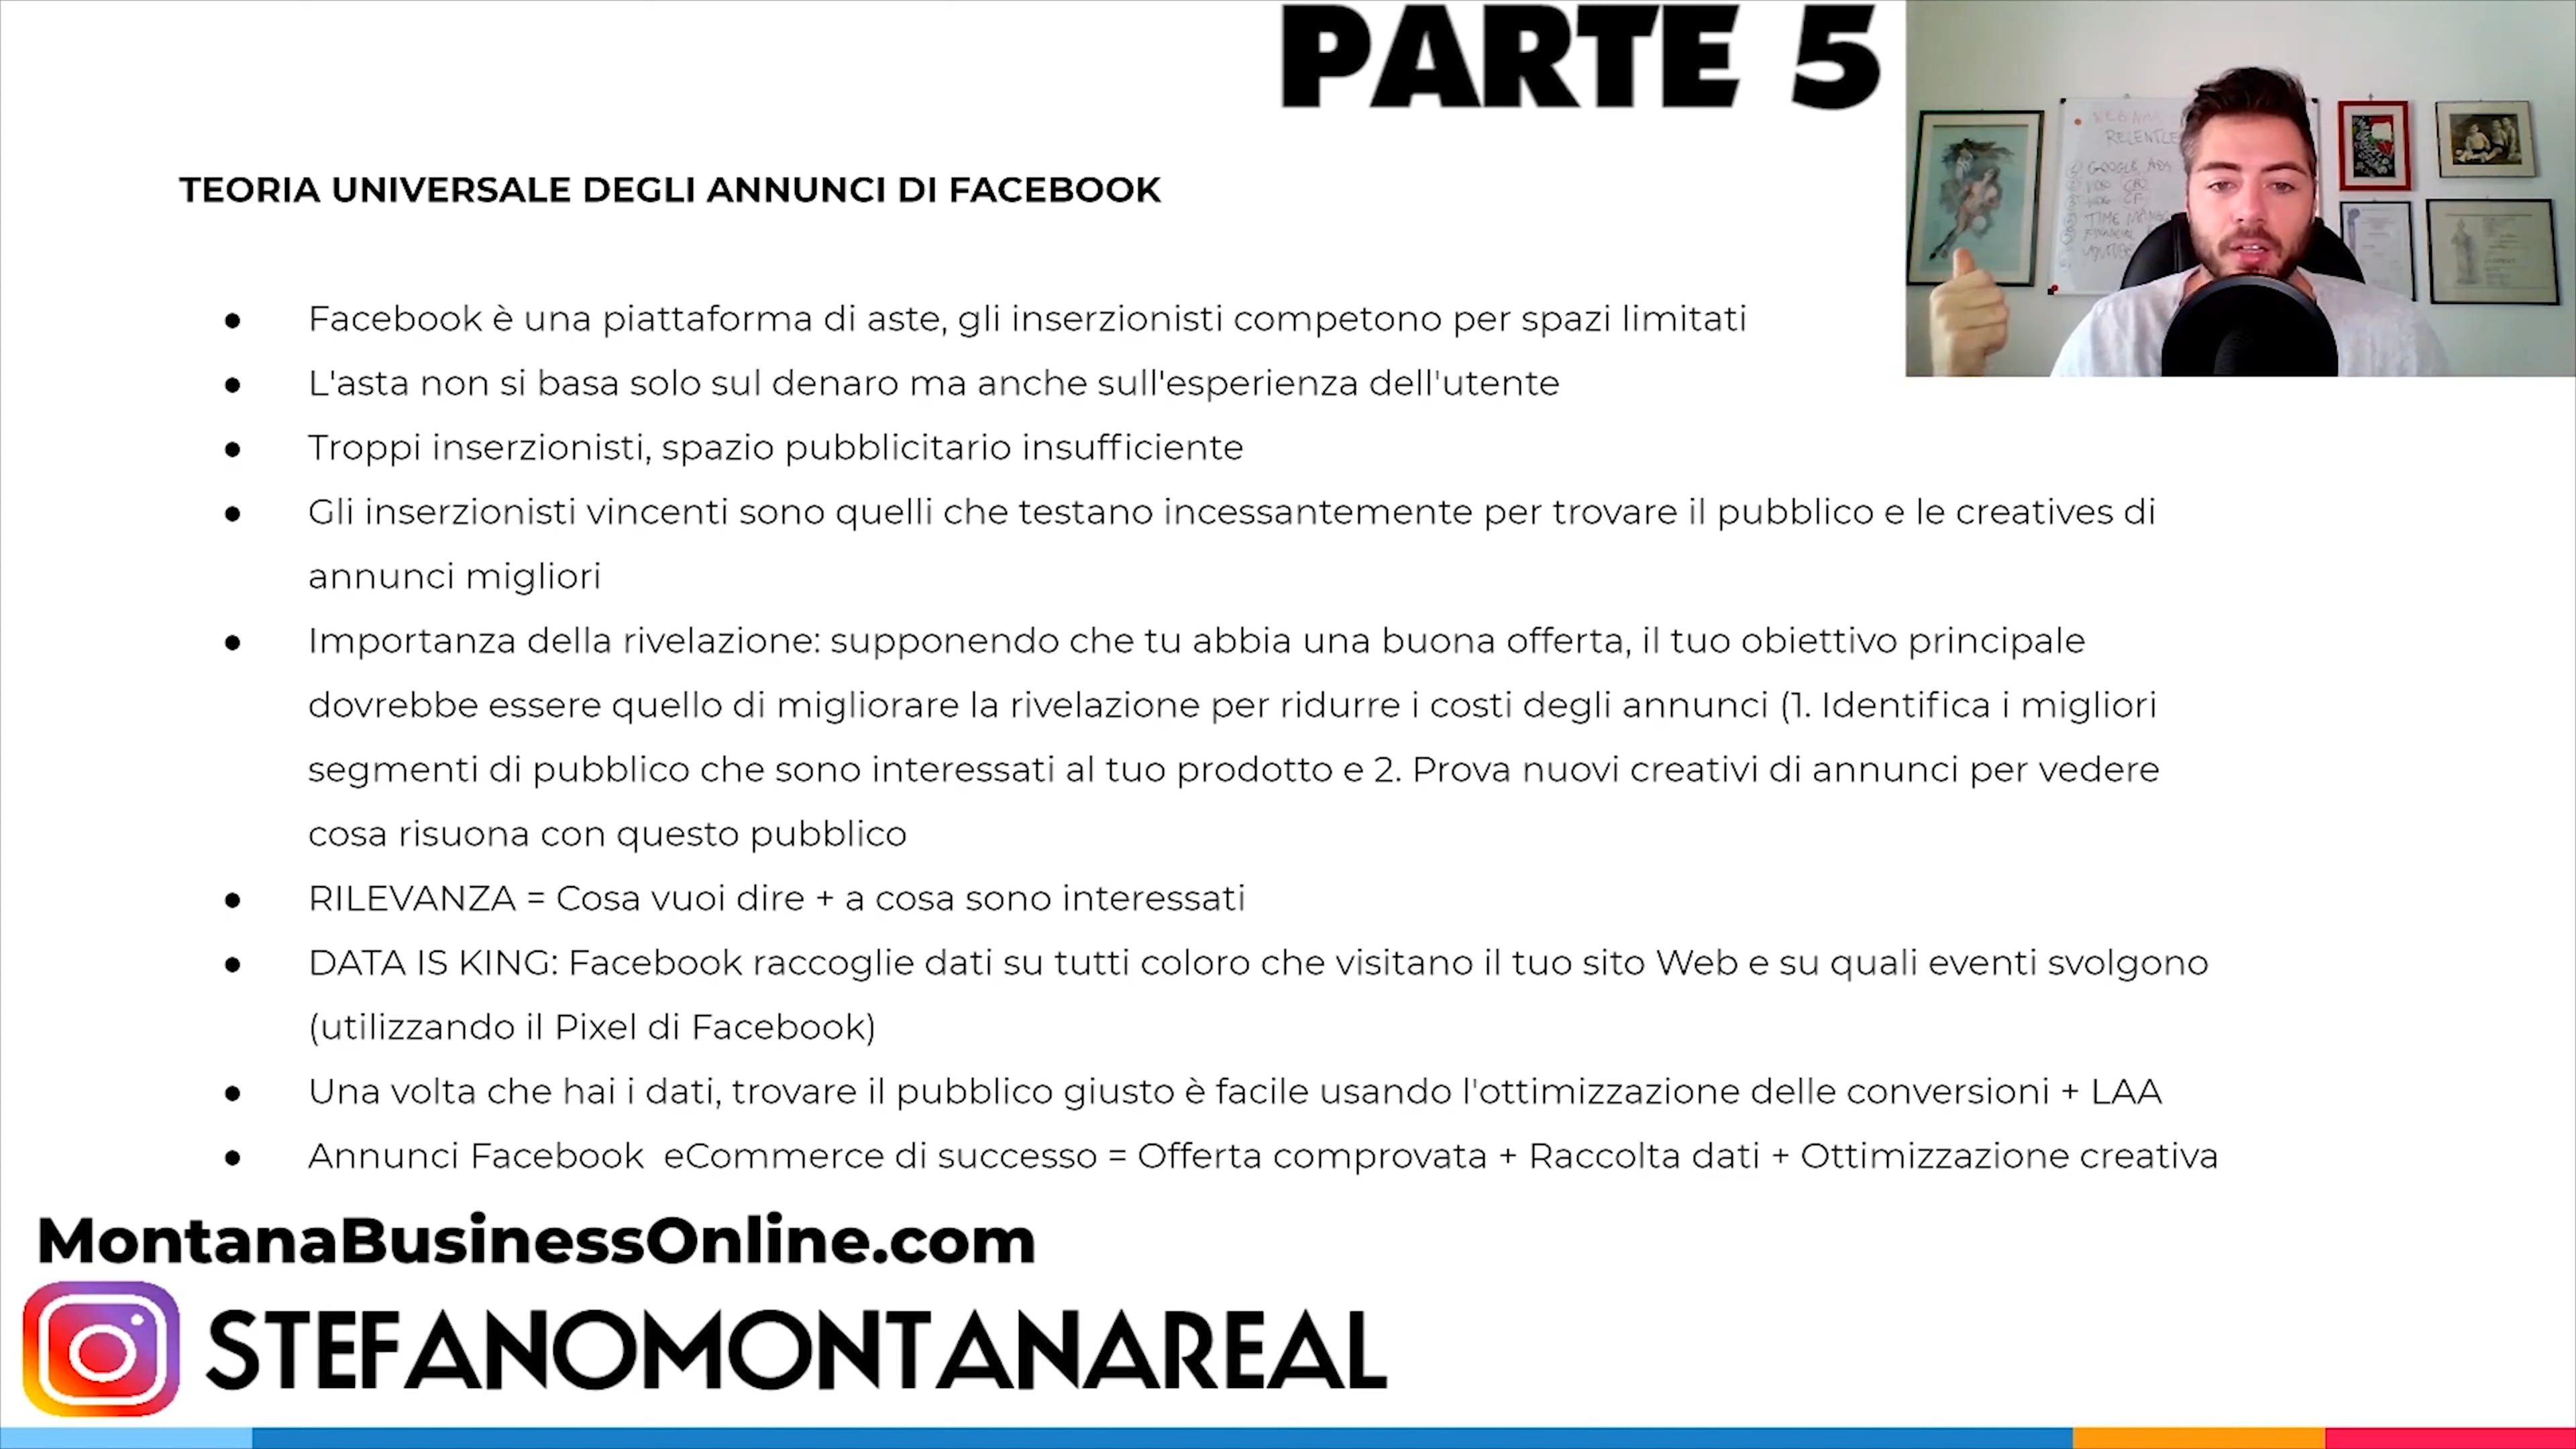 PARTE 5
WEBINAR
RELENTLE
GOOGLE ADS
TIME MANAG
TEORIA UNIVERSALE DEGLI ANNUNCI DI FACEBOOK
● Facebook è una piattaforma di aste, gli inserzionisti competono per spazi limitati
● L'asta non si basa solo sul denaro ma anche sull'esperienza dell'utente
● Troppi inserzionisti, spazio pubblicitario insufficiente
● Gli inserzionisti vincenti sono quelli che testano incessantemente per trovare il pubblico e le creatives di
annunci migliori
● Importanza della rivelazione: supponendo che tu abbia una buona offerta, il tuo obiettivo principale
dovrebbe essere quello di migliorare la rivelazione per ridurre i costi degli annunci (1. Identifica i migliori
segmenti di pubblico che sono interessati al tuo prodotto e 2. Prova nuovi creativi di annunci per vedere
cosa risuona con questo pubblico
● RILEVANZA = Cosa vuoi dire + a cosa sono interessati
● DATA IS KING: Facebook raccoglie dati su tutti coloro che visitano il tuo sito Web e su quali eventi svolgono
(utilizzando il Pixel di Facebook)
● Una volta che hai i dati, trovare il pubblico giusto è facile usando l'ottimizzazione delle conversioni + LAA
● Annunci Facebook  eCommerce di successo = Offerta comprovata + Raccolta dati + Ottimizzazione creativa
MontanaBusinessOnline.com
STEFANOMONTANAREAL